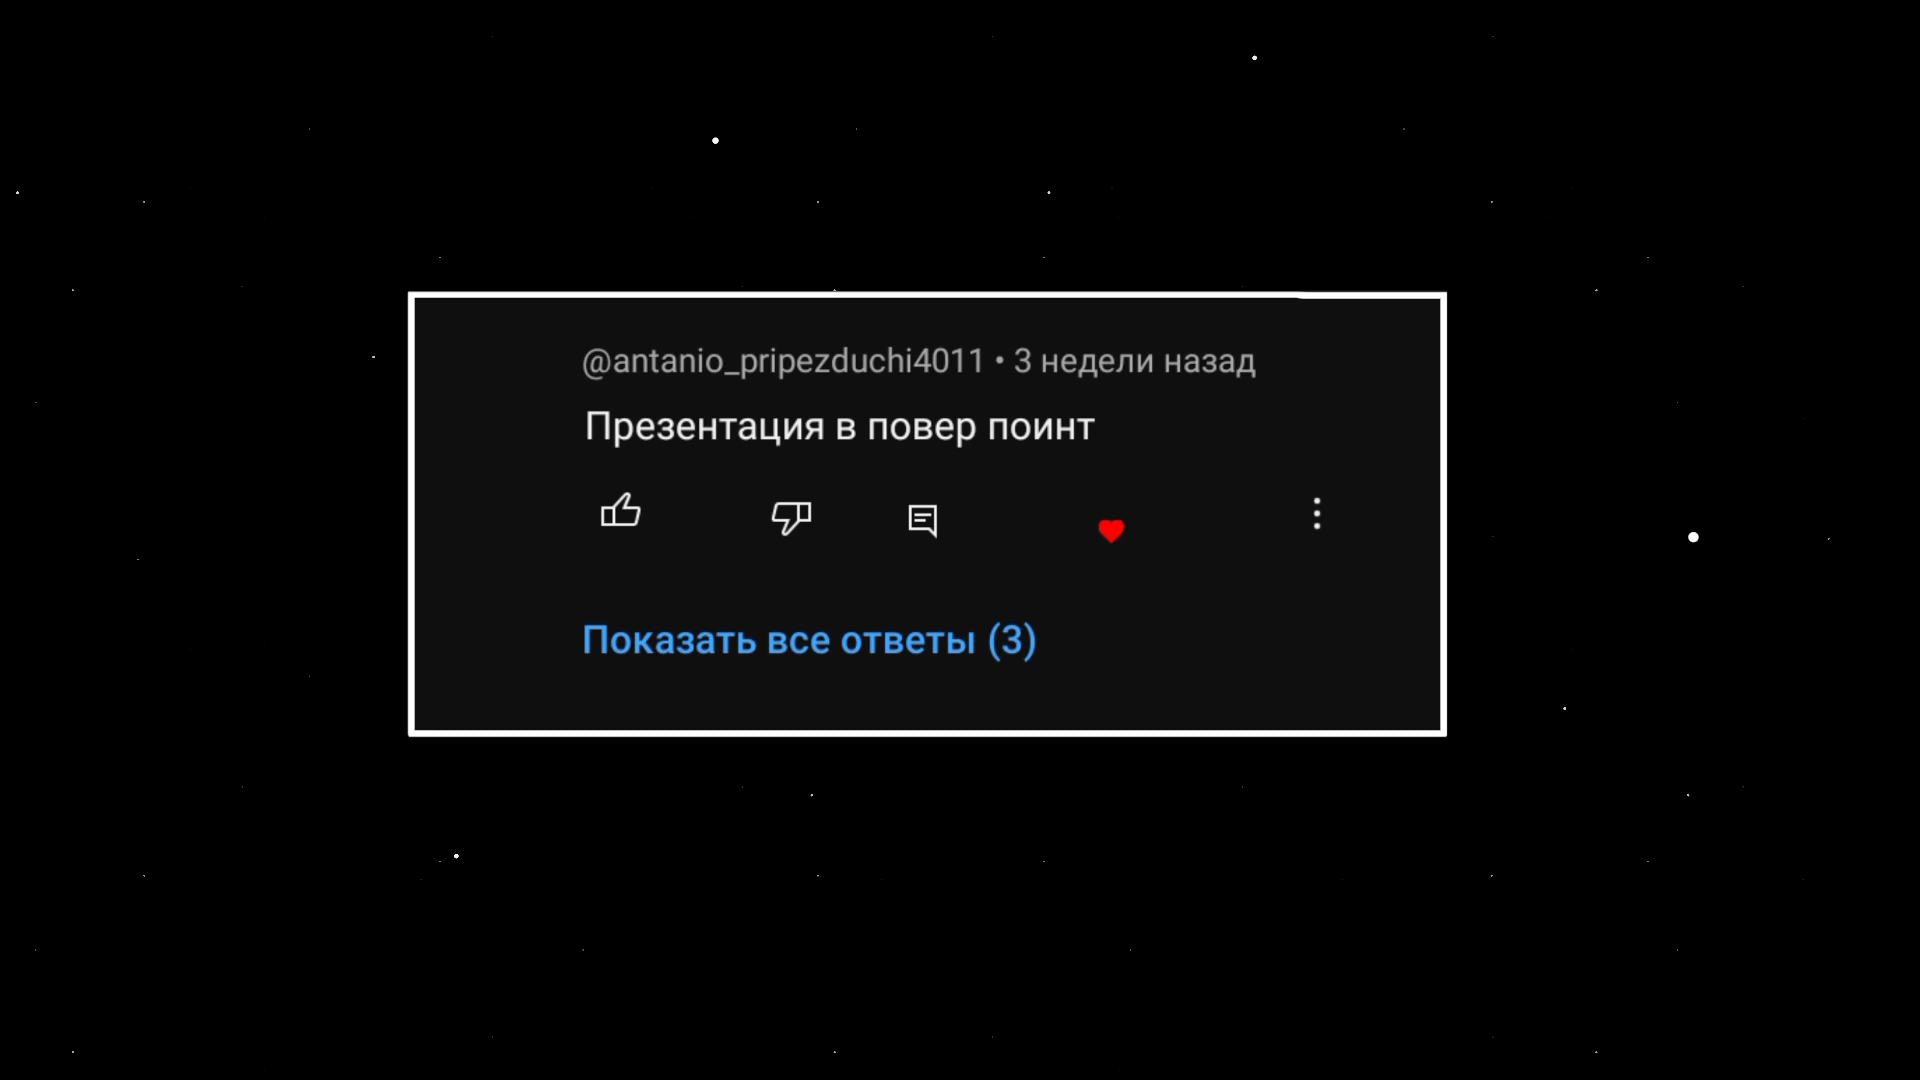 @antanio_pripezduchi4011 • 3 недели назад
Презентация в повер поинт
Показать все ответы (3)